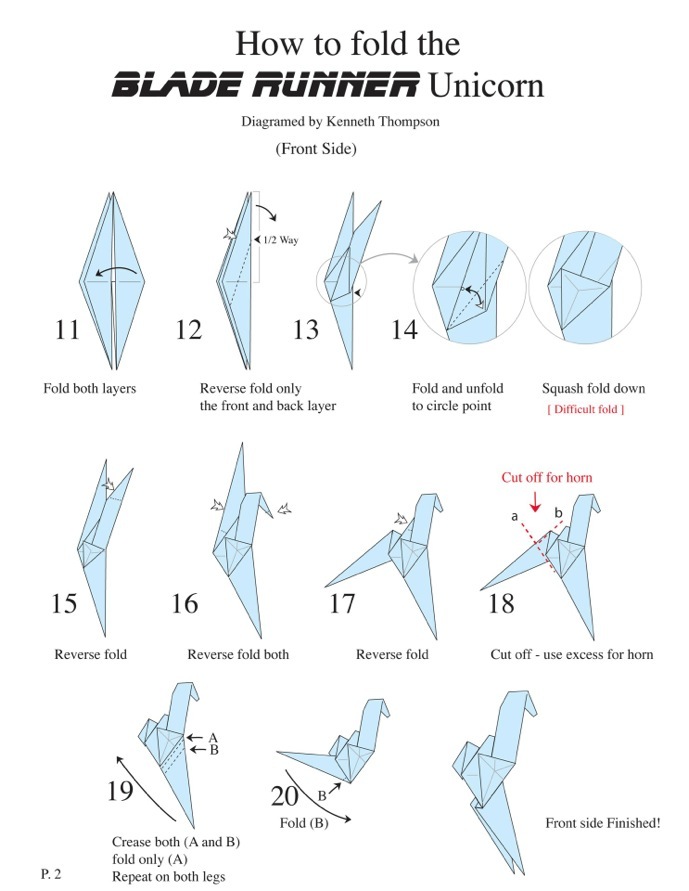 How to fold the
BLADE RUNNER Unicorn
Diagramed by Kenneth Thompson
(Front Side)
1/2 Way
11
12
13
14
Fold both layers
Reverse fold only
the front and back layer
Fold and unfold
to circle point
Squash fold down
[ Difficult fold ]
Cut off for horn
a
b
15
16
17
18
Reverse fold
Reverse fold both
Reverse fold
Cut off - use excess for horn
A
B
19
20
B
Fold (B)
Front side Finished!
Crease both (A and B)
fold only (A)
Repeat on both legs
P. 2